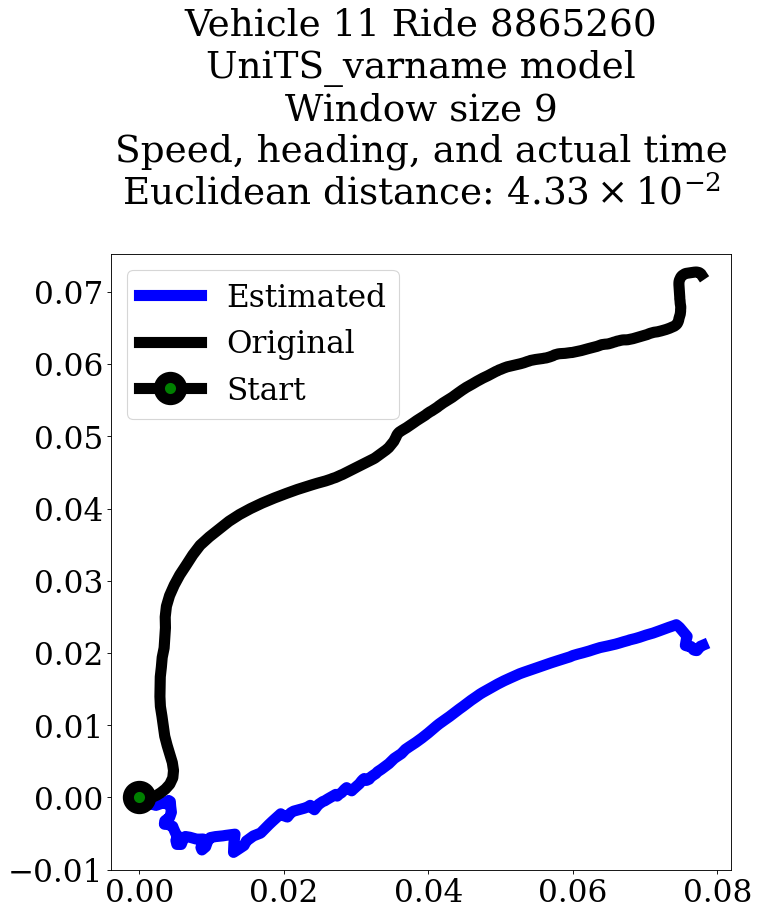 Vehicle 11 Ride 8865260
UniTS_varname model
Window size 9
Speed, heading, and actual time
Euclidean distance: 4.33 × 10⁻²
Estimated
Original
Start
0.07
0.06
0.05
0.04
0.03
0.02
0.01
0.00
−0.01
0.00 0.02 0.04 0.06 0.08